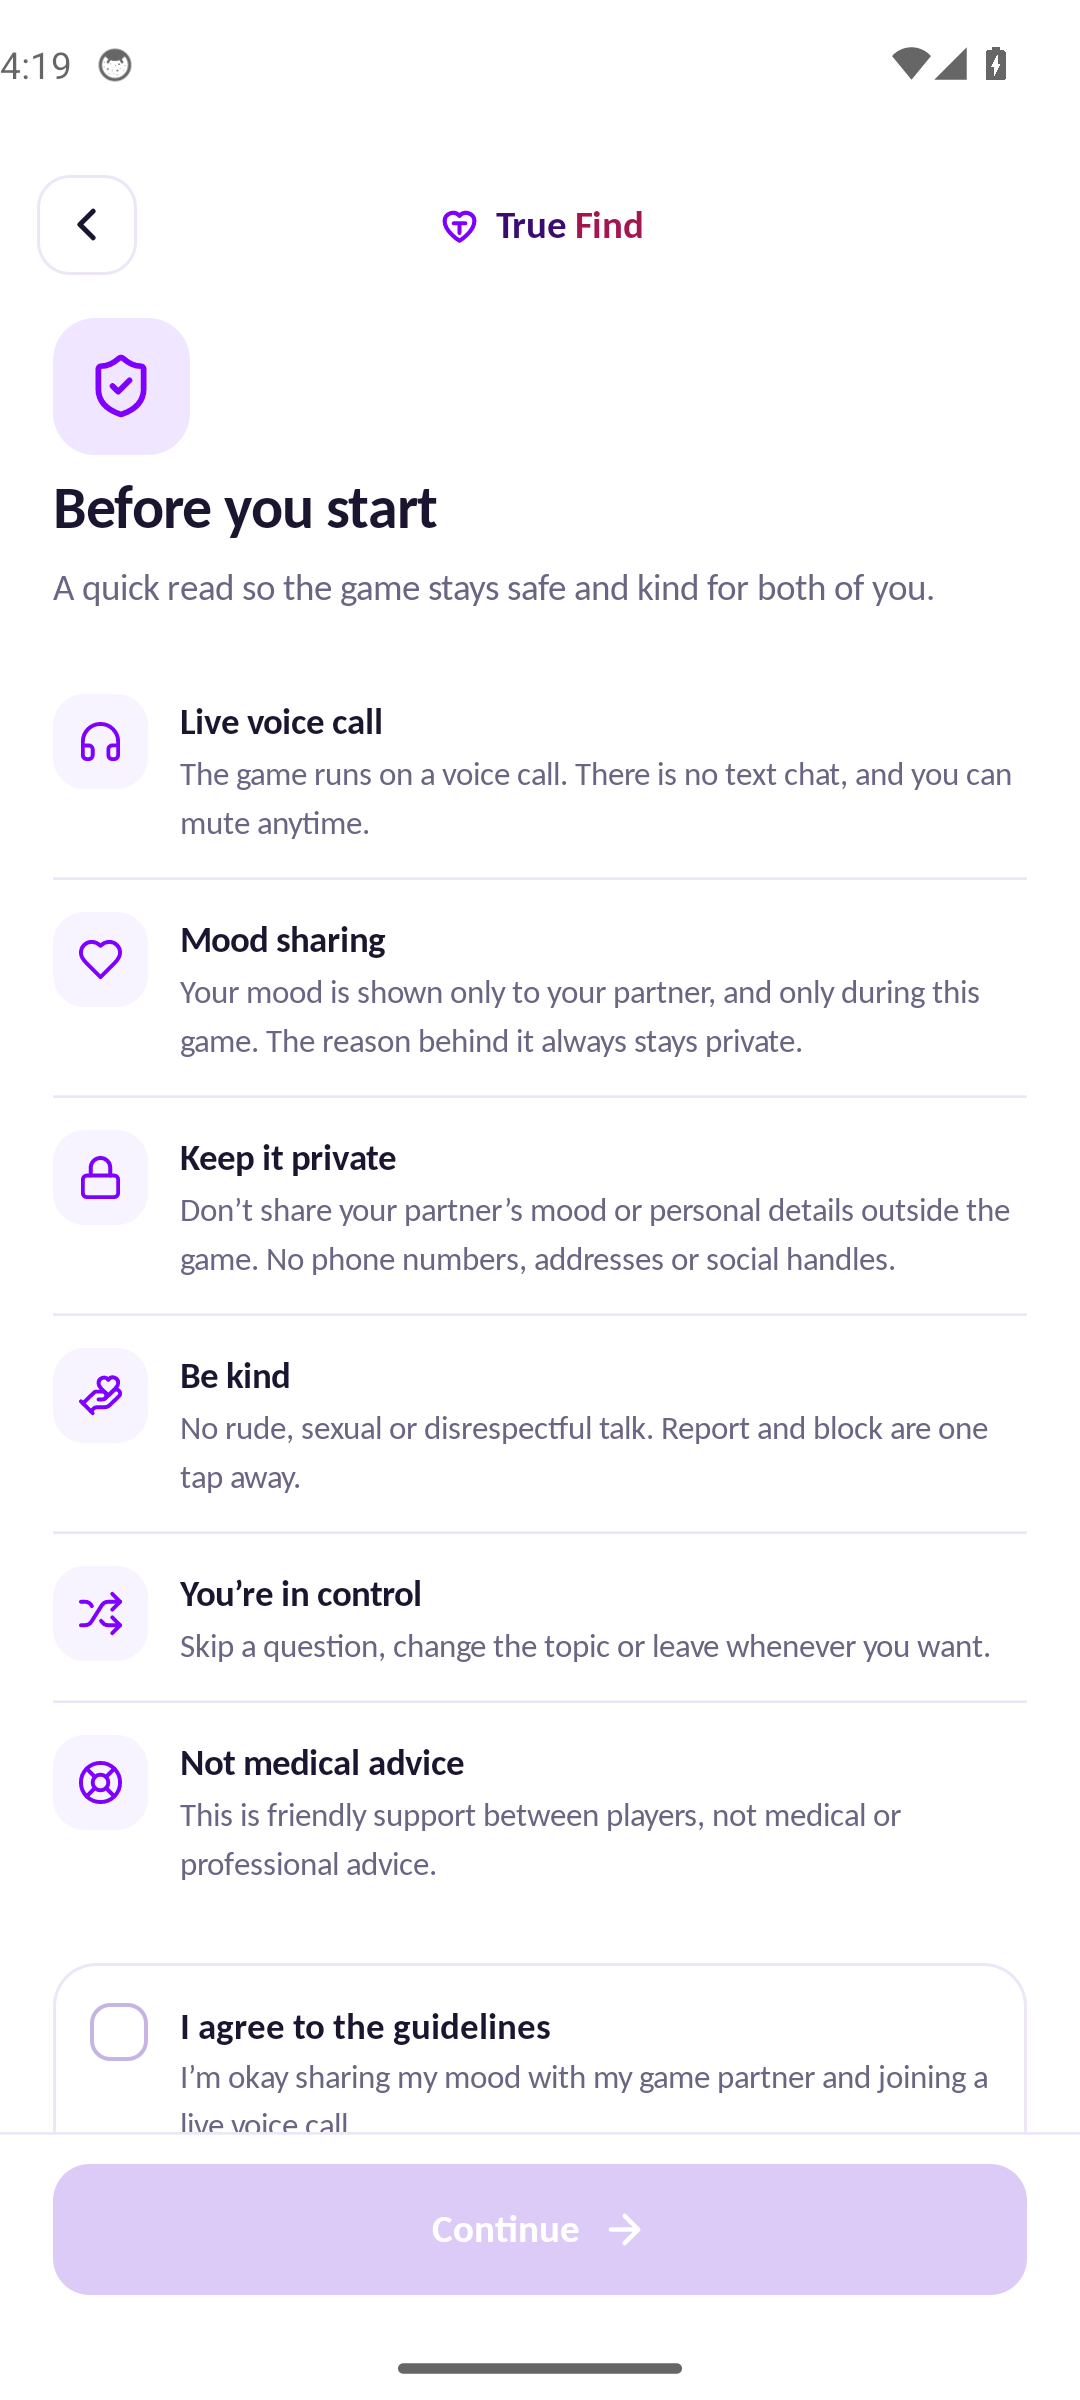 4:19
True Find
Before you start
A quick read so the game stays safe and kind for both of you.
Live voice call
The game runs on a voice call. There is no text chat, and you can
mute anytime.
Mood sharing
Your mood is shown only to your partner, and only during this
game. The reason behind it always stays private.
Keep it private
Don’t share your partner’s mood or personal details outside the
game. No phone numbers, addresses or social handles.
Be kind
No rude, sexual or disrespectful talk. Report and block are one
tap away.
You’re in control
Skip a question, change the topic or leave whenever you want.
Not medical advice
This is friendly support between players, not medical or
professional advice.
I agree to the guidelines
I’m okay sharing my mood with my game partner and joining a
live voice call
Continue